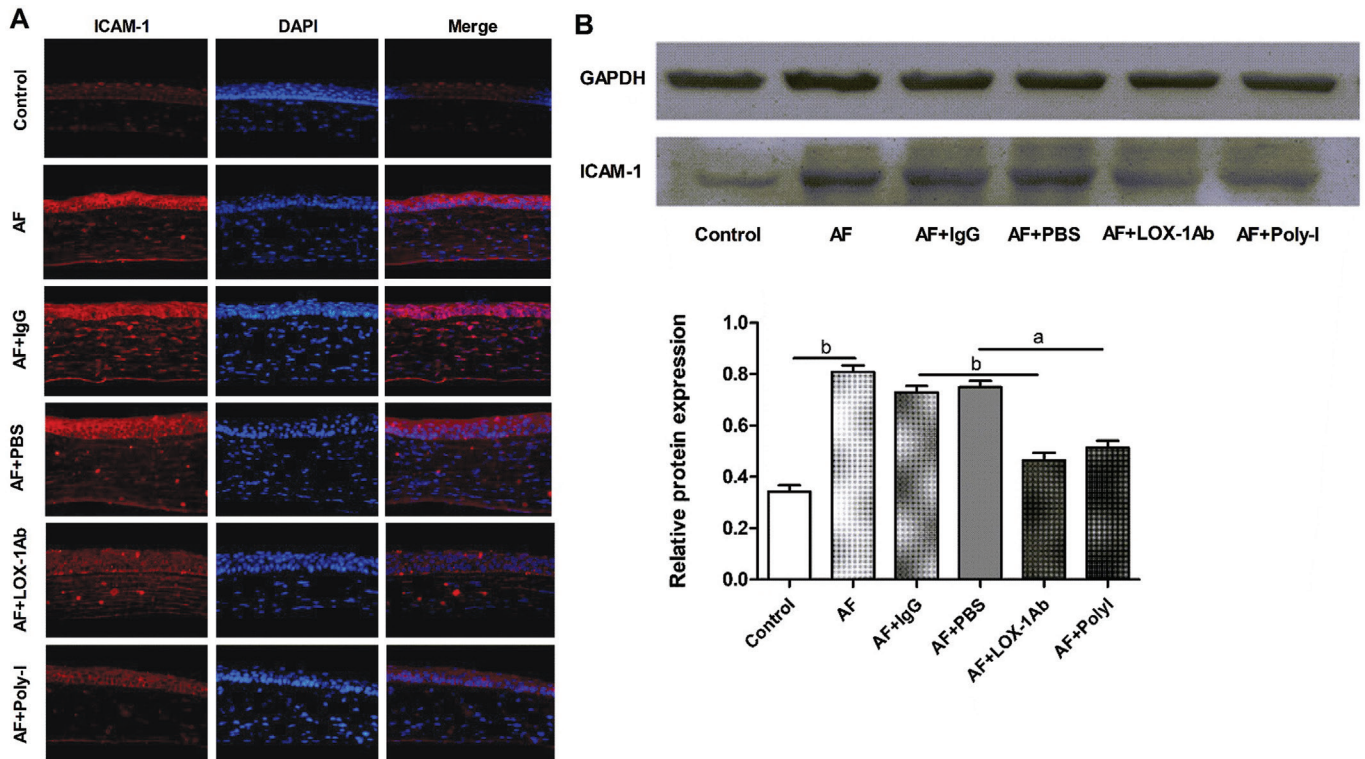 A
ICAM-1 DAPI Merge
Control
AF
AF+IgG
AF+PBS
AF+LOX-1Ab
AF+Poly-I
B
GAPDH
ICAM-1
Control AF AF+IgG AF+PBS AF+LOX-1Ab AF+Poly-I
Relative protein expression
1.0
0.8
0.6
0.4
0.2
0.0
b
b
a
Control AF AF+IgG AF+PBS AF+LOX-1Ab AF+PolyI